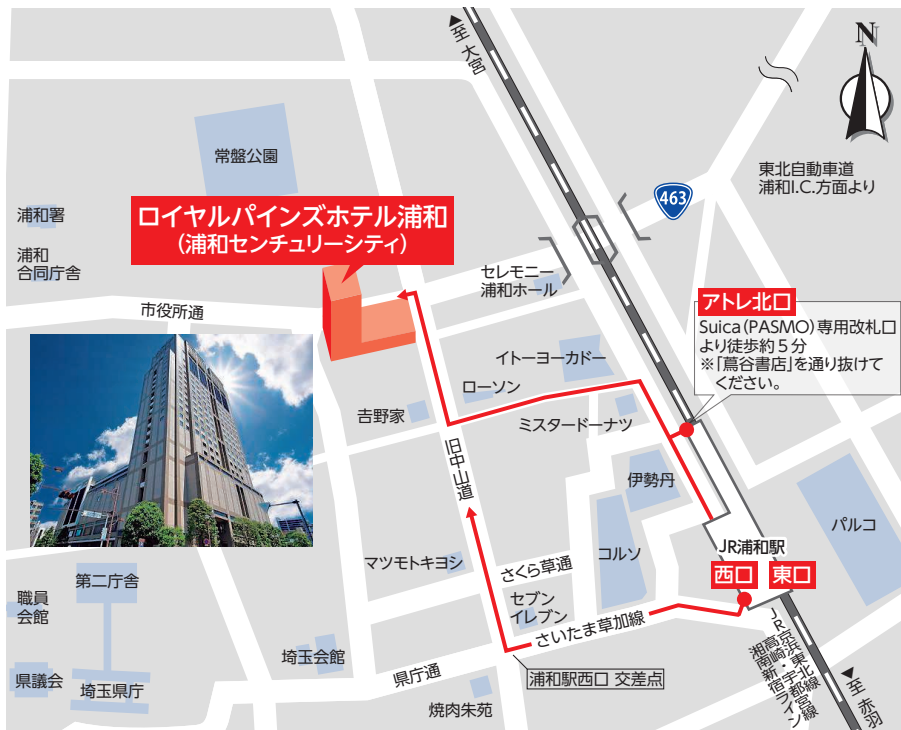 至 大宮
N
常盤公園
東北自動車道
浦和I.C.方面より
463
浦和署
ロイヤルパインズホテル浦和
(浦和センチュリーシティ)
浦和
合同庁舎
セレモニー
浦和ホール
市役所通
アトレ北口
Suica(PASMO)専用改札口
より徒歩約5分
※「蔦谷書店」を通り抜けて
ください。
イトーヨーカドー
ローソン
𠮷野家
ミスタードーナツ
旧中山道
伊勢丹
パルコ
コルソ
JR浦和駅
西口
東口
マツモトキヨシ
さくら草通
第二庁舎
職員
会館
セブン
イレブン
さいたま草加線
埼玉会館
県庁通
浦和駅西口 交差点
県議会
埼玉県庁
焼肉朱苑
JR京浜東北線
高崎・宇都宮線
湘南新宿ライン
至 赤羽